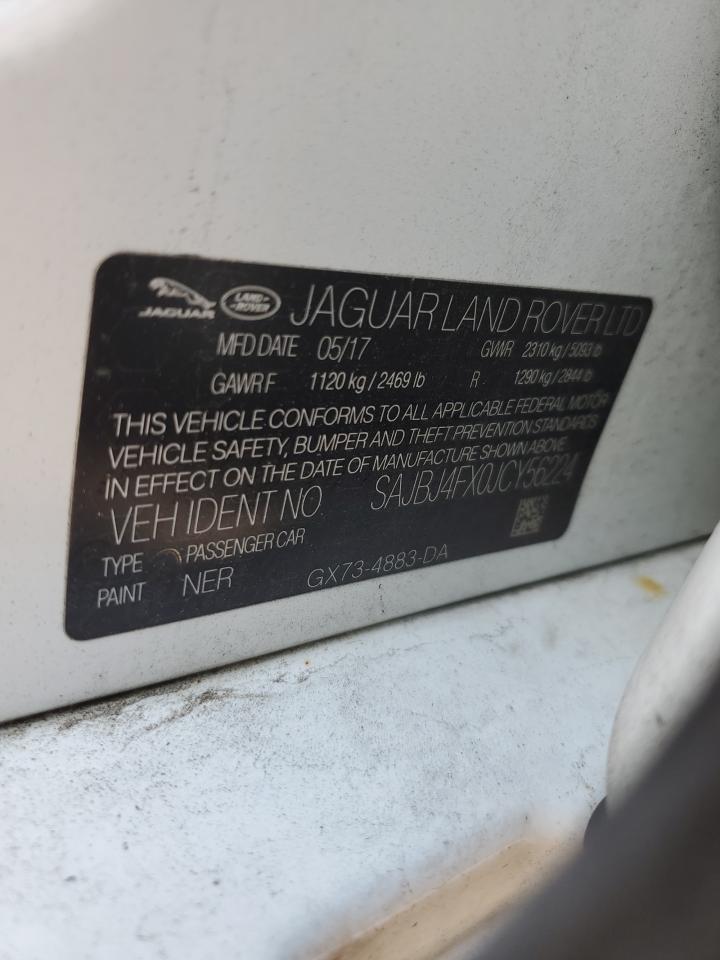 JAGUAR LAND-ROVER JAGUAR LAND ROVER LTD
MFD DATE 05/17 GVWR 2310 kg / 5093 lb
GAWR F 1120 kg / 2469 lb R 1290 kg / 2844 lb
THIS VEHICLE CONFORMS TO ALL APPLICABLE FEDERAL MOTOR
VEHICLE SAFETY, BUMPER AND THEFT PREVENTION STANDARDS
IN EFFECT ON THE DATE OF MANUFACTURE SHOWN ABOVE.
VEH IDENT NO. SAJBJ4FX0JCY56224
TYPE PASSENGER CAR
PAINT NER GX73-4883-DA